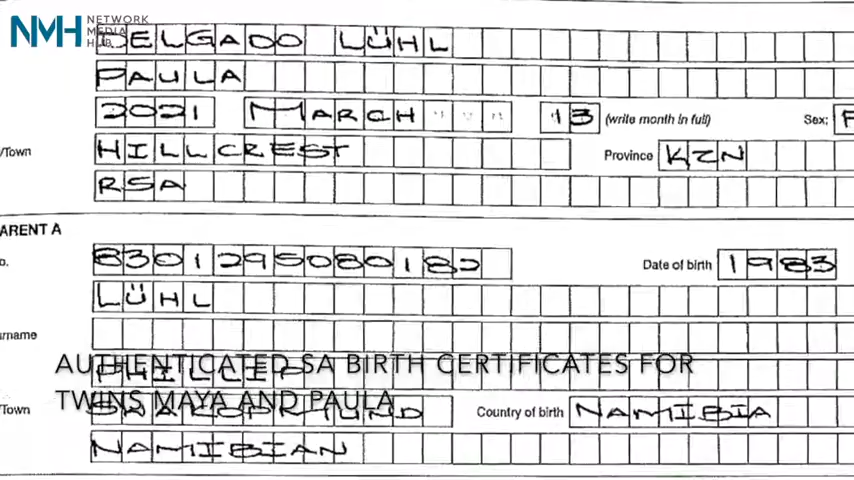 NMH NETWORK MEDIA HUB
DELGADO LÜHL
PAULA
2021 MARCH 13 (write month in full) Sex: F
/Town HILLCREST Province KZN
RSA
ARENT A
o. 8301295080182 Date of birth 1983
LÜHL
rname
AUTHENTICATED SA BIRTH CERTIFICATES FOR
PHILLIP
TWINS MAYA AND PAULA
/Town SWAKOPMUND Country of birth NAMIBIA
NAMIBIAN